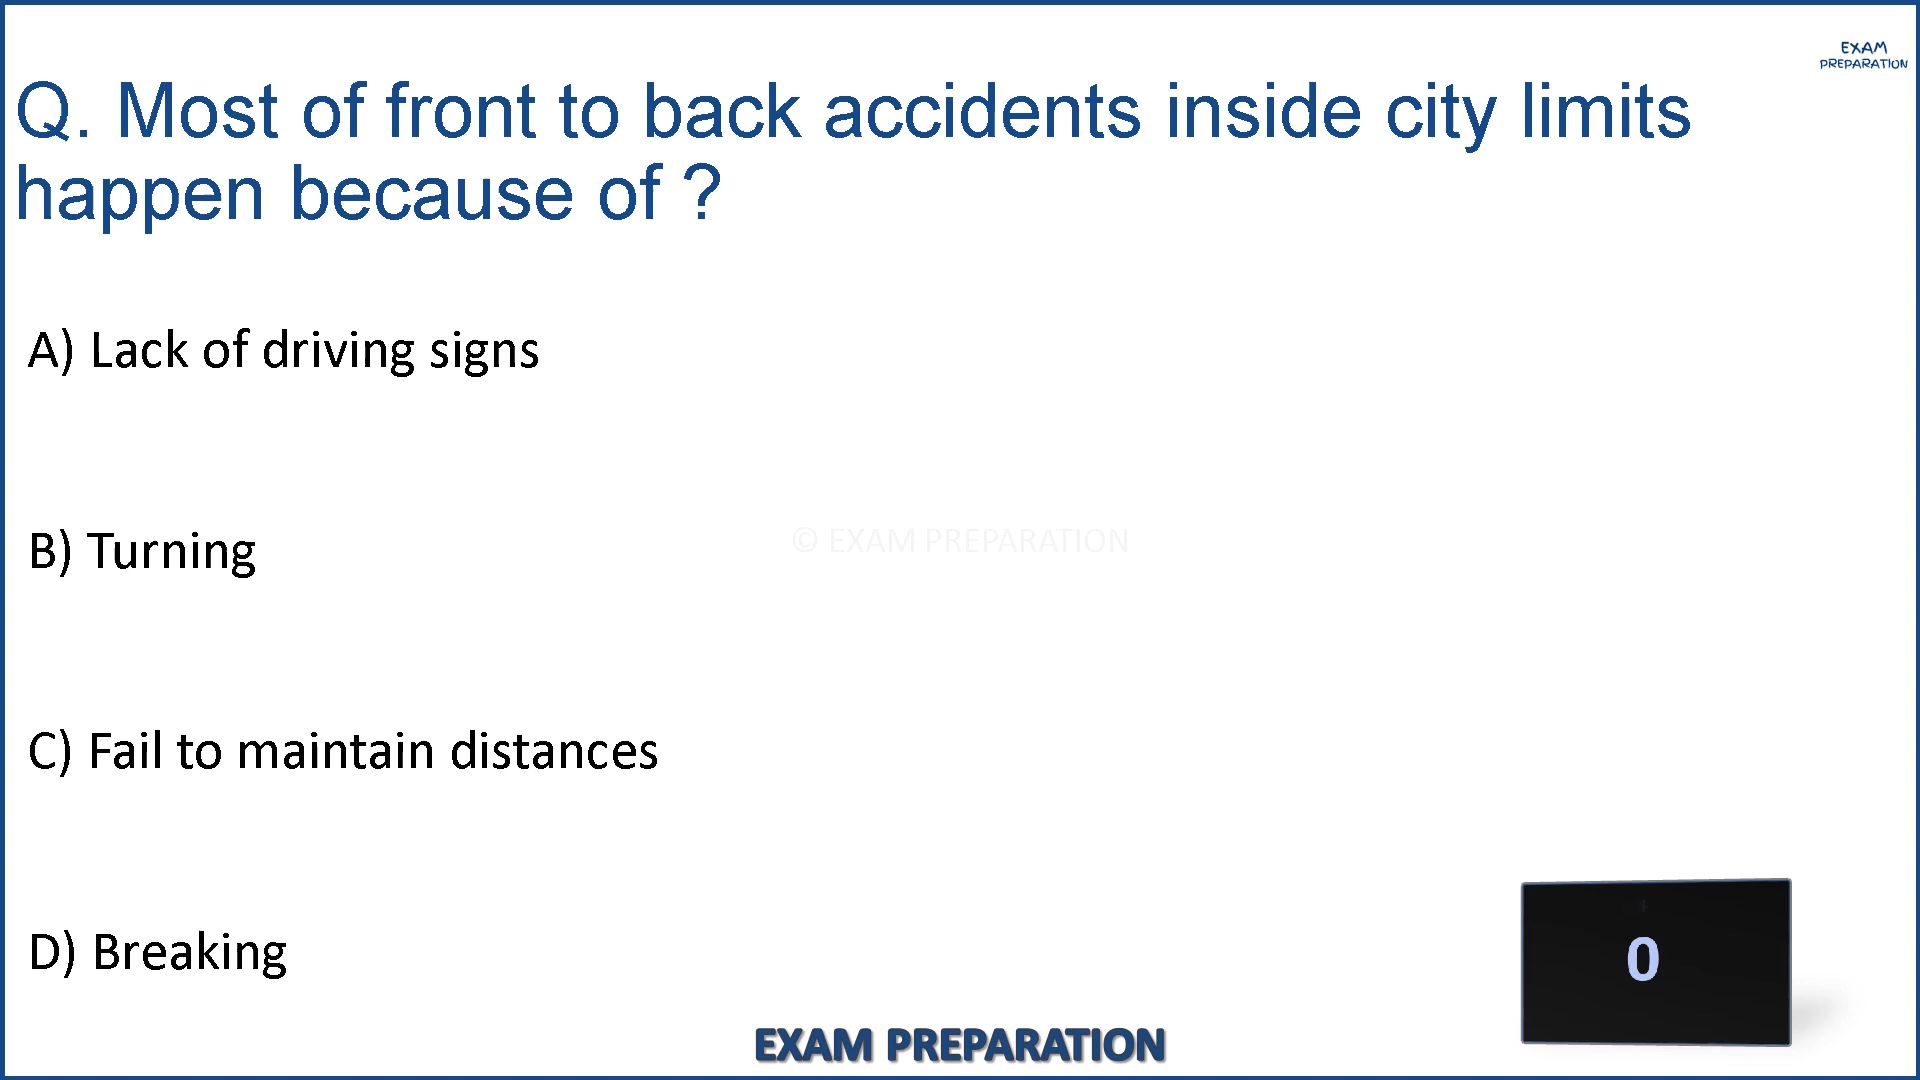 EXAM
PREPARATION
Q. Most of front to back accidents inside city limits
happen because of ?
A) Lack of driving signs
B) Turning
© EXAM PREPARATION
C) Fail to maintain distances
D) Breaking
0
EXAM PREPARATION